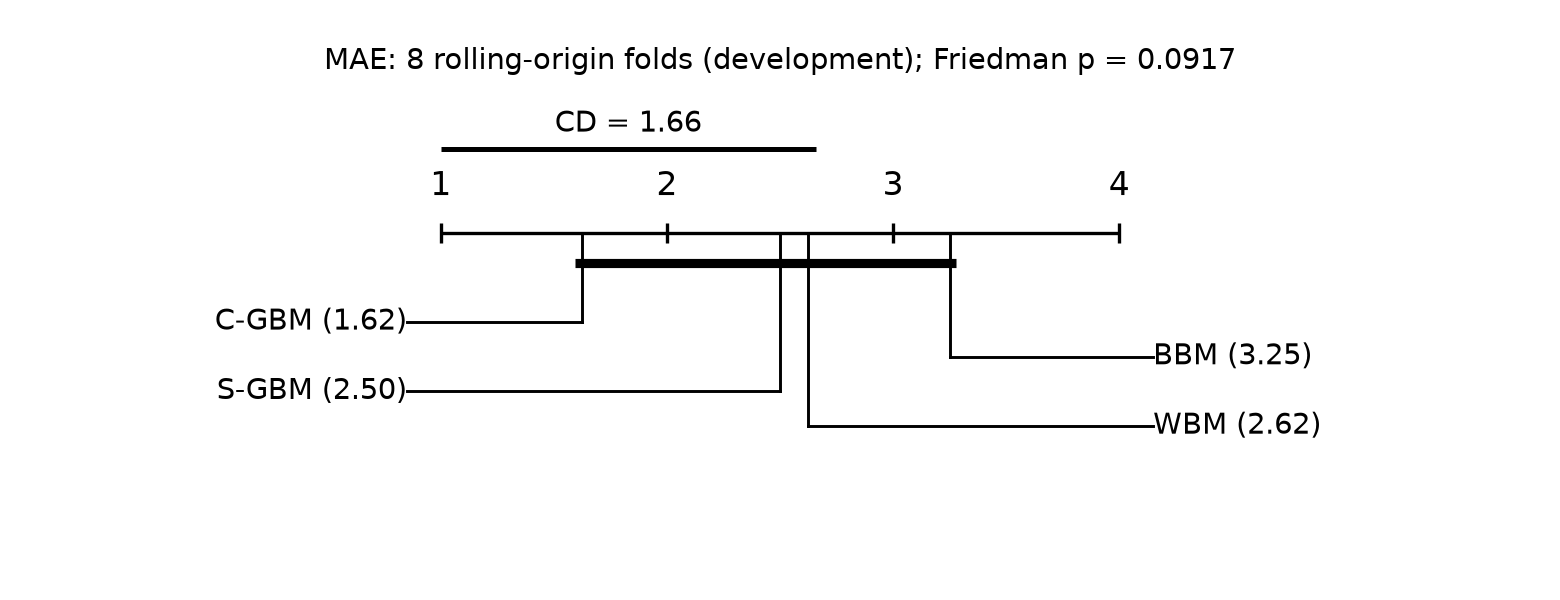 MAE: 8 rolling-origin folds (development); Friedman p = 0.0917
CD = 1.66
1 2 3 4
C-GBM (1.62)
BBM (3.25)
S-GBM (2.50)
WBM (2.62)